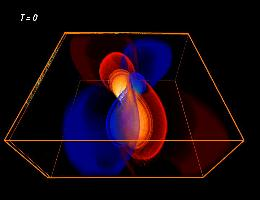 T = 0